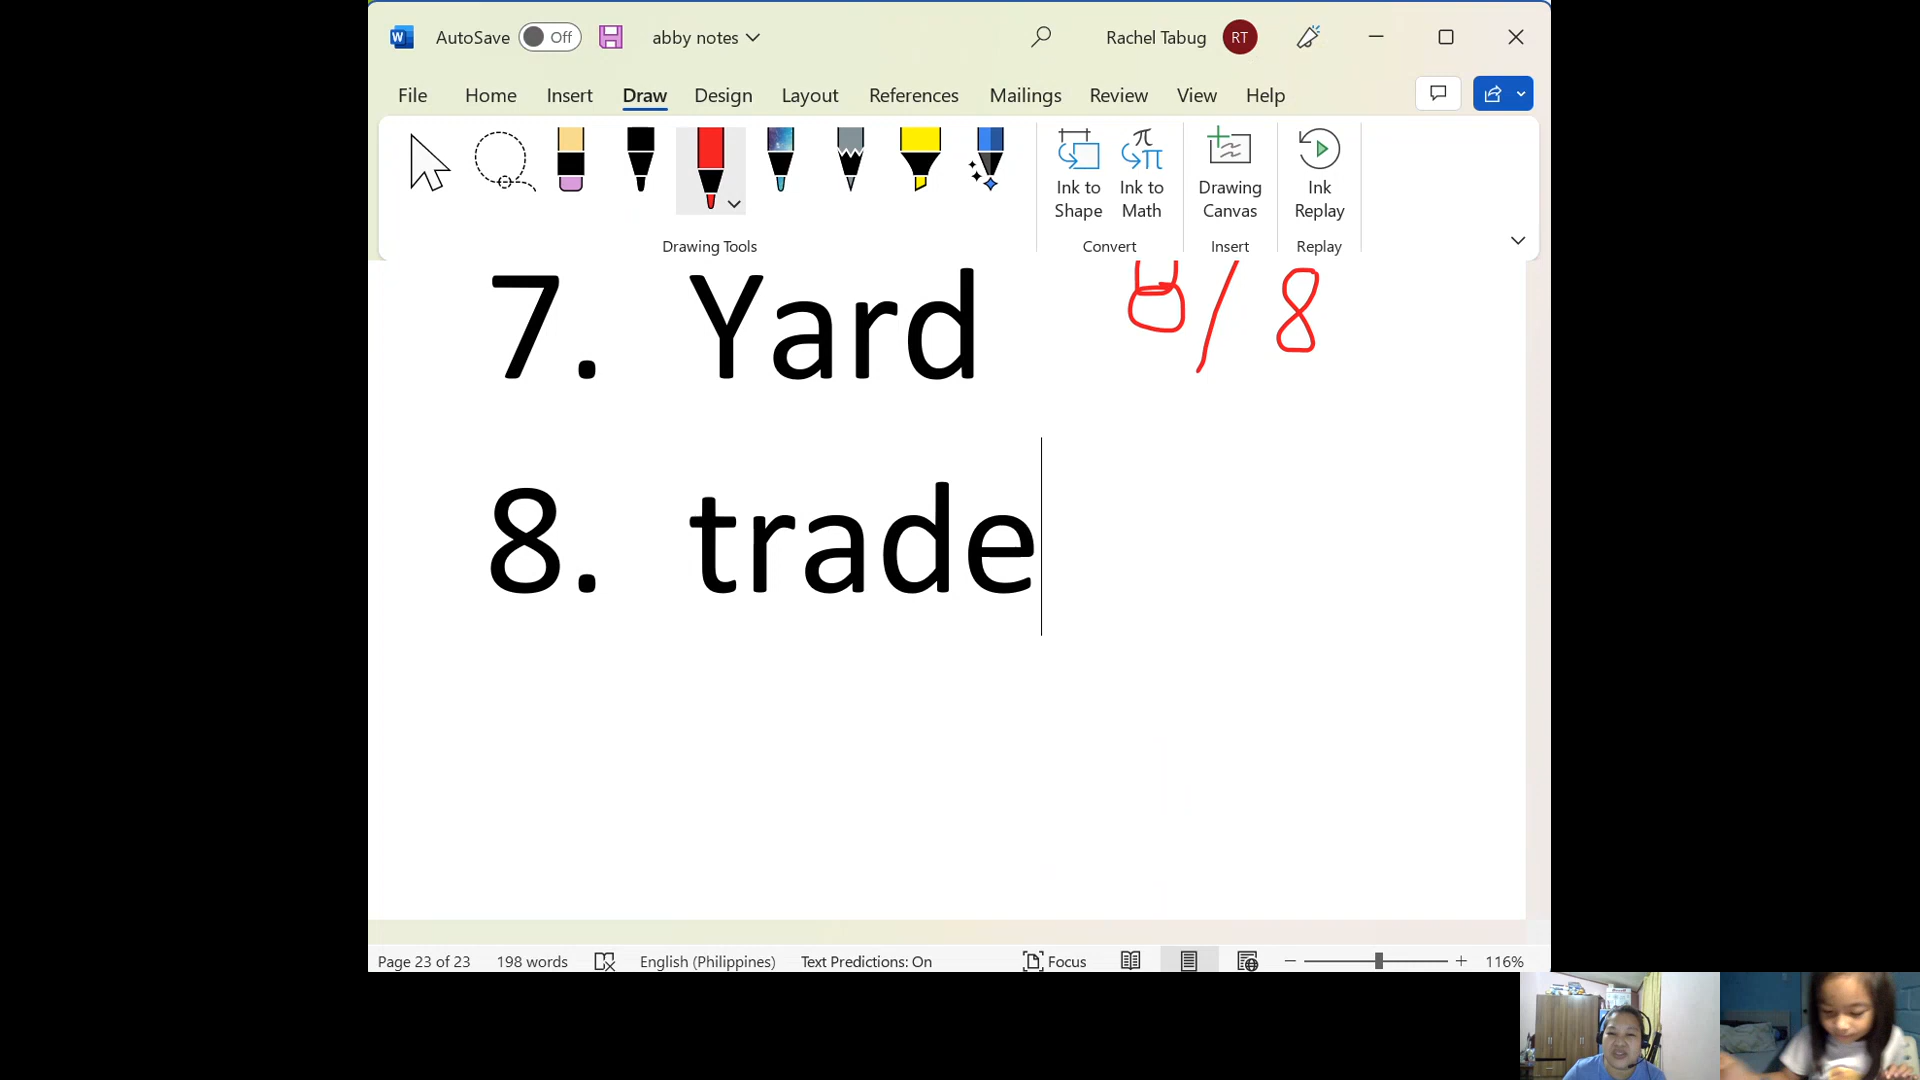 AutoSave Off abby notes Rachel Tabug RT
File Home Insert Draw Design Layout References Mailings Review View Help
Ink to Shape
Ink to Math
Drawing Canvas
Ink Replay
Drawing Tools Convert Insert Replay
7. Yard 8/8
8. trade
Page 23 of 23 198 words English (Philippines) Text Predictions: On Focus 116%